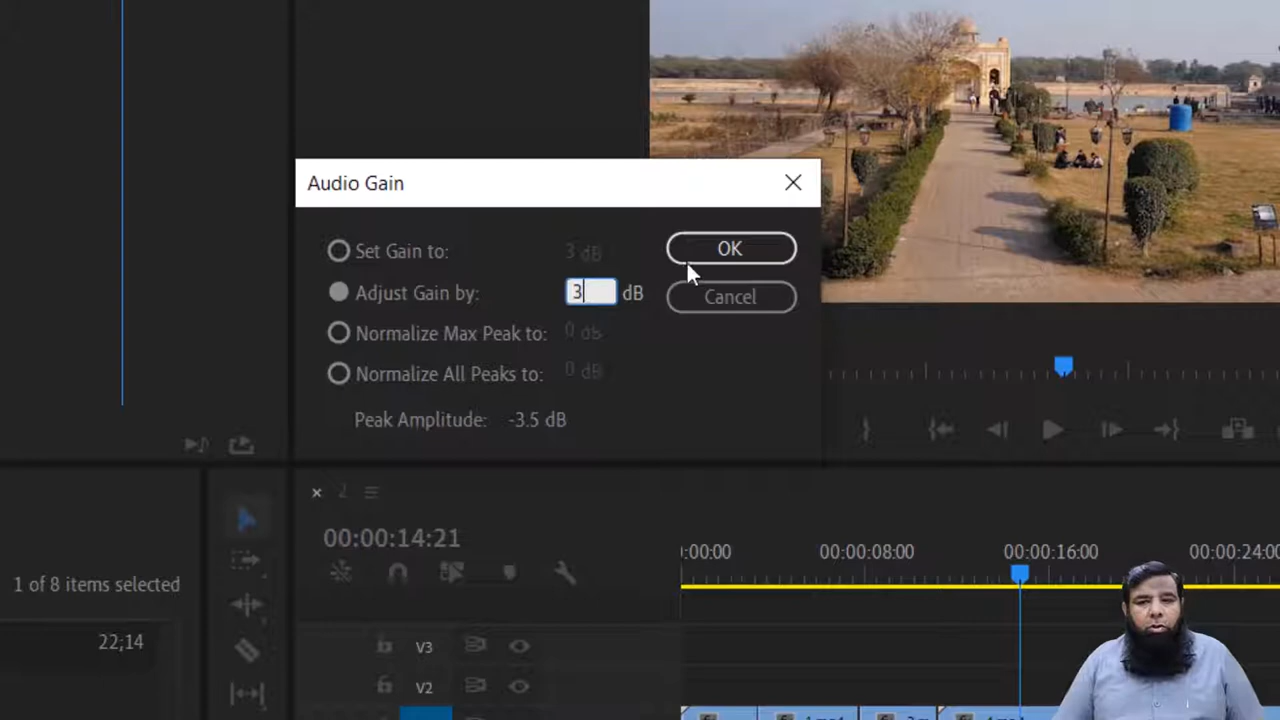 Audio Gain
Set Gain to: 3 dB
OK
Adjust Gain by: 3 dB
Cancel
Normalize Max Peak to: 0 dB
Normalize All Peaks to: 0 dB
Peak Amplitude: -3.5 dB
2
00:00:14:21
:00:00 00:00:08:00 00:00:16:00 00:00:24:00
1 of 8 items selected
22;14
V3
V2